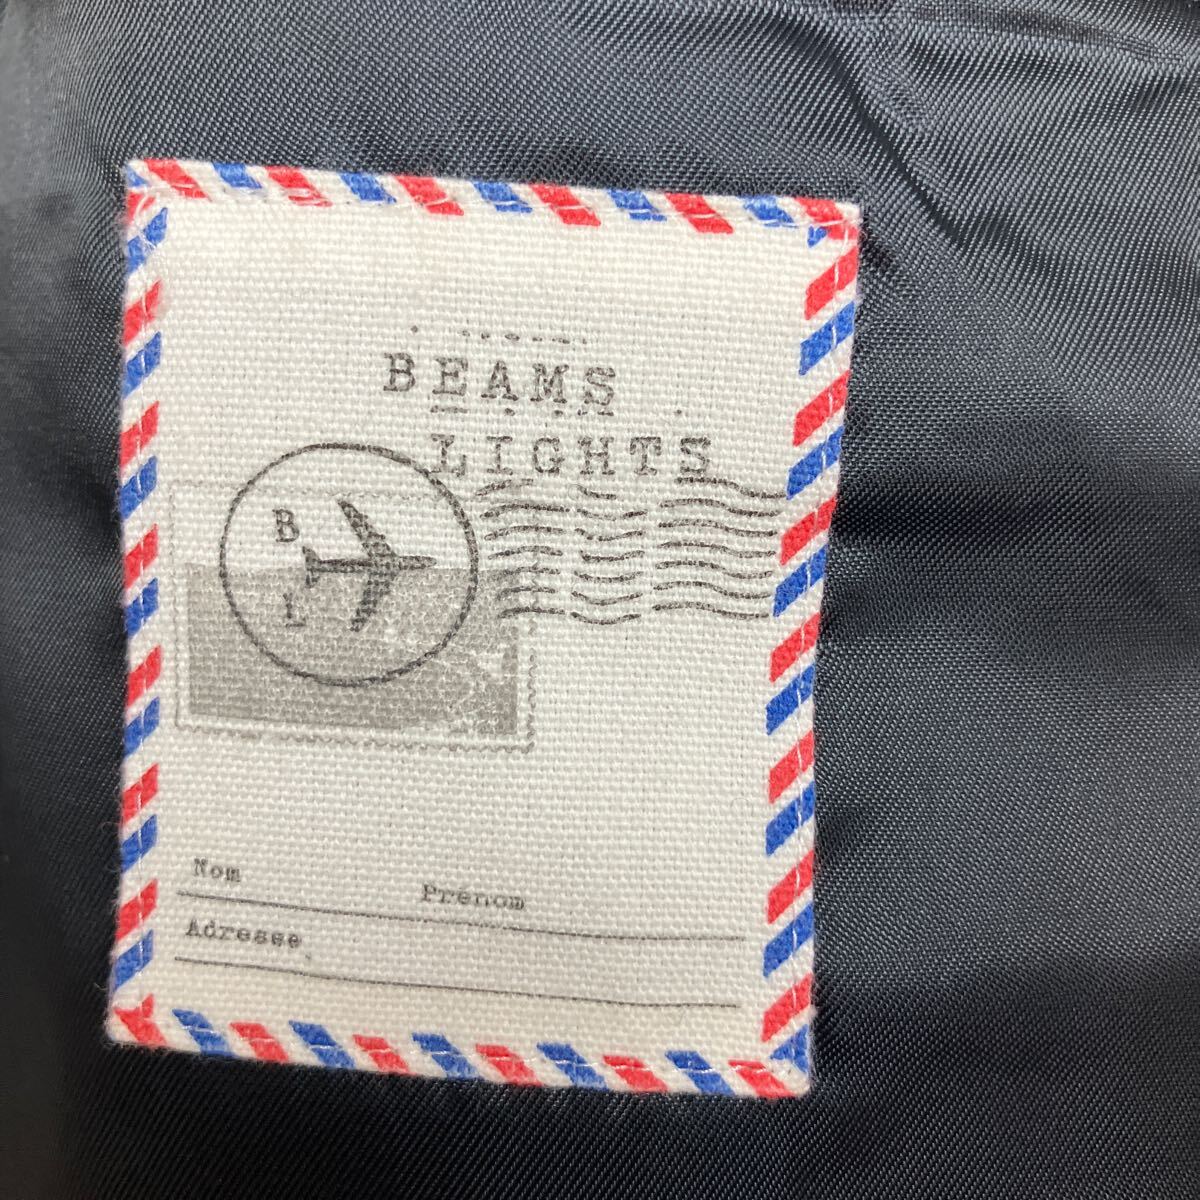 BEAMS
LIGHTS
B
L
Nom Prénom
Adresse